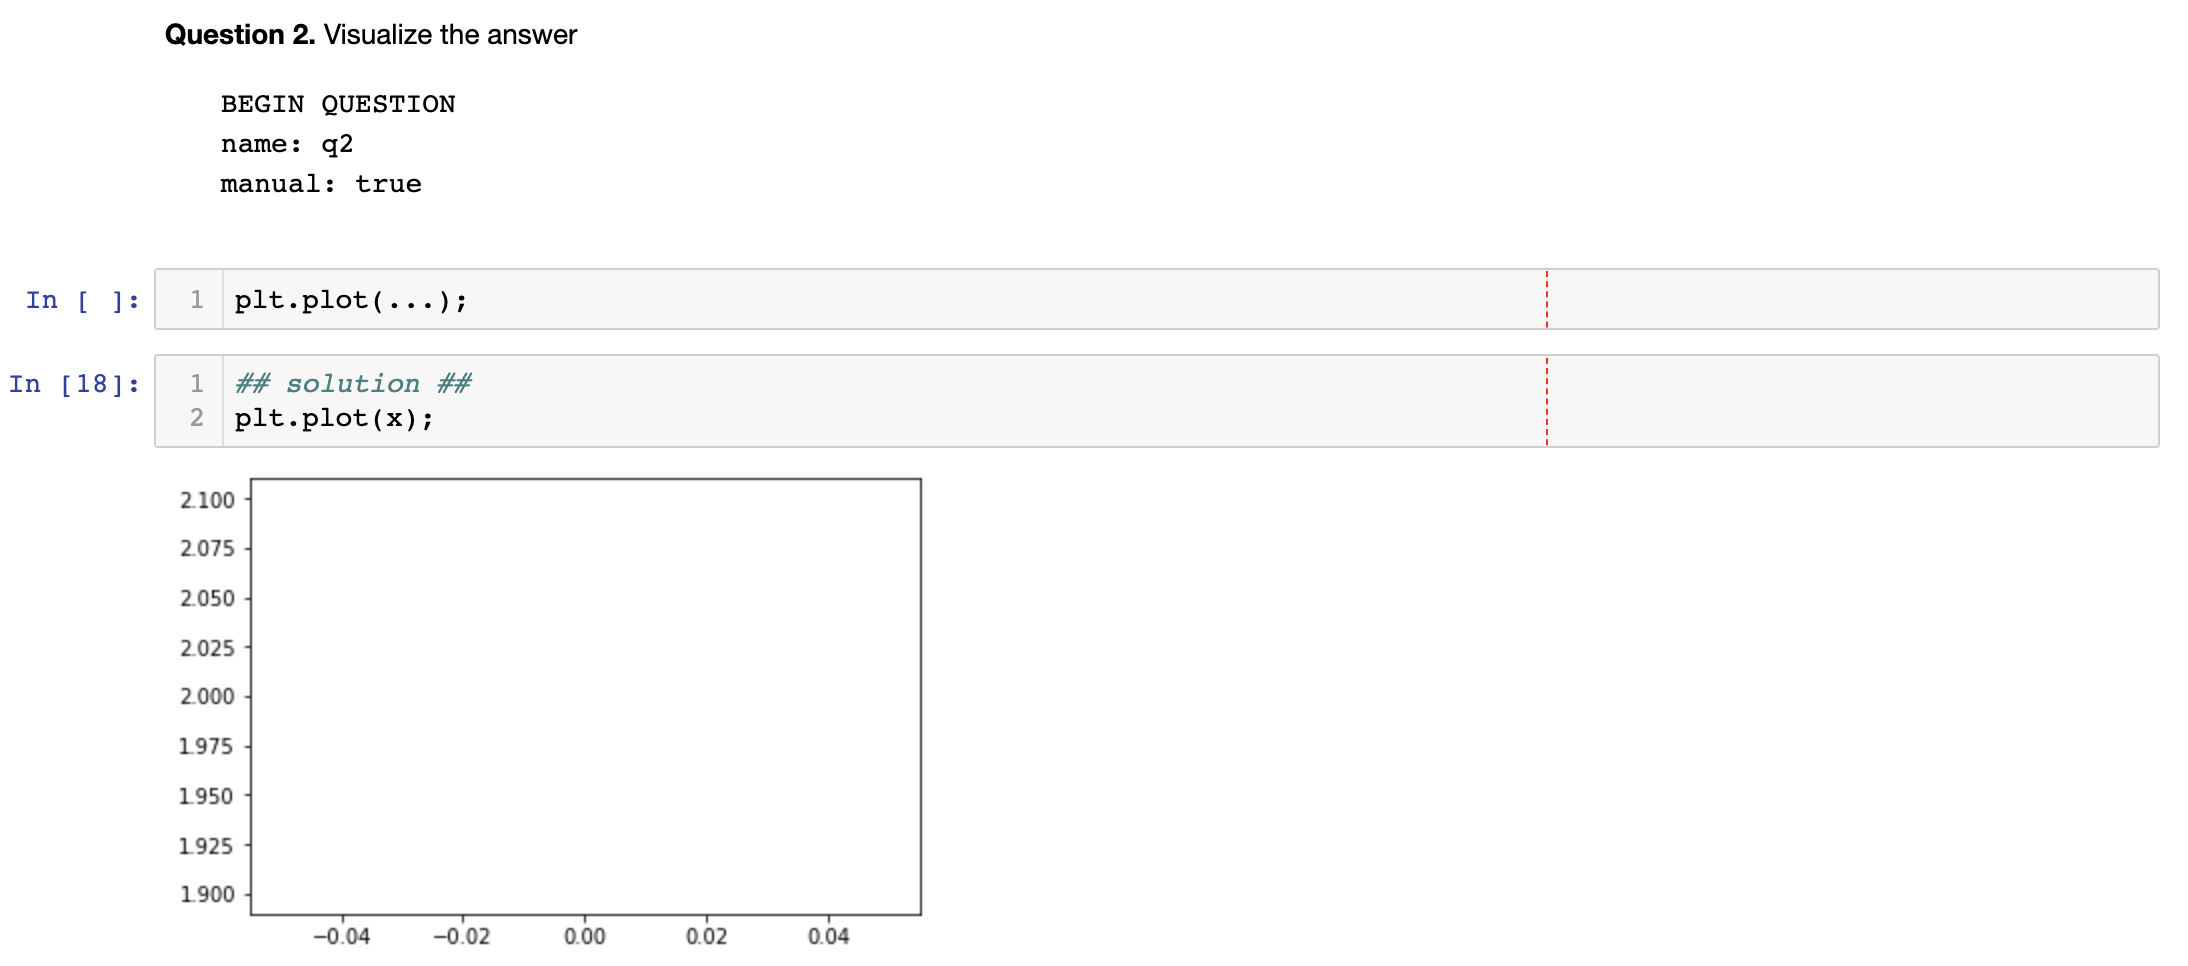 Question 2. Visualize the answer
BEGIN QUESTION
name: q2
manual: true
In [ ]: 1 plt.plot(...);
In [18]: 1 ## solution ##
2 plt.plot(x);
2.100
2.075
2.050
2.025
2.000
1.975
1.950
1.925
1.900
−0.04 −0.02 0.00 0.02 0.04